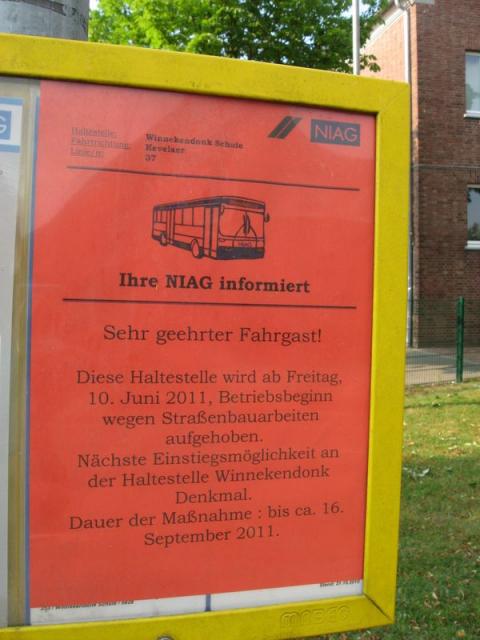 Haltestelle: Winnekendonk Schule
Fahrtrichtung: Kevelaer
Linie/n: 37
NIAG
Ihre NIAG informiert
Sehr geehrter Fahrgast!
Diese Haltestelle wird ab Freitag,
10. Juni 2011, Betriebsbeginn
wegen Straßenbauarbeiten
aufgehoben.
Nächste Einstiegsmöglichkeit an
der Haltestelle Winnekendonk
Denkmal.
Dauer der Maßnahme : bis ca. 16.
September 2011.